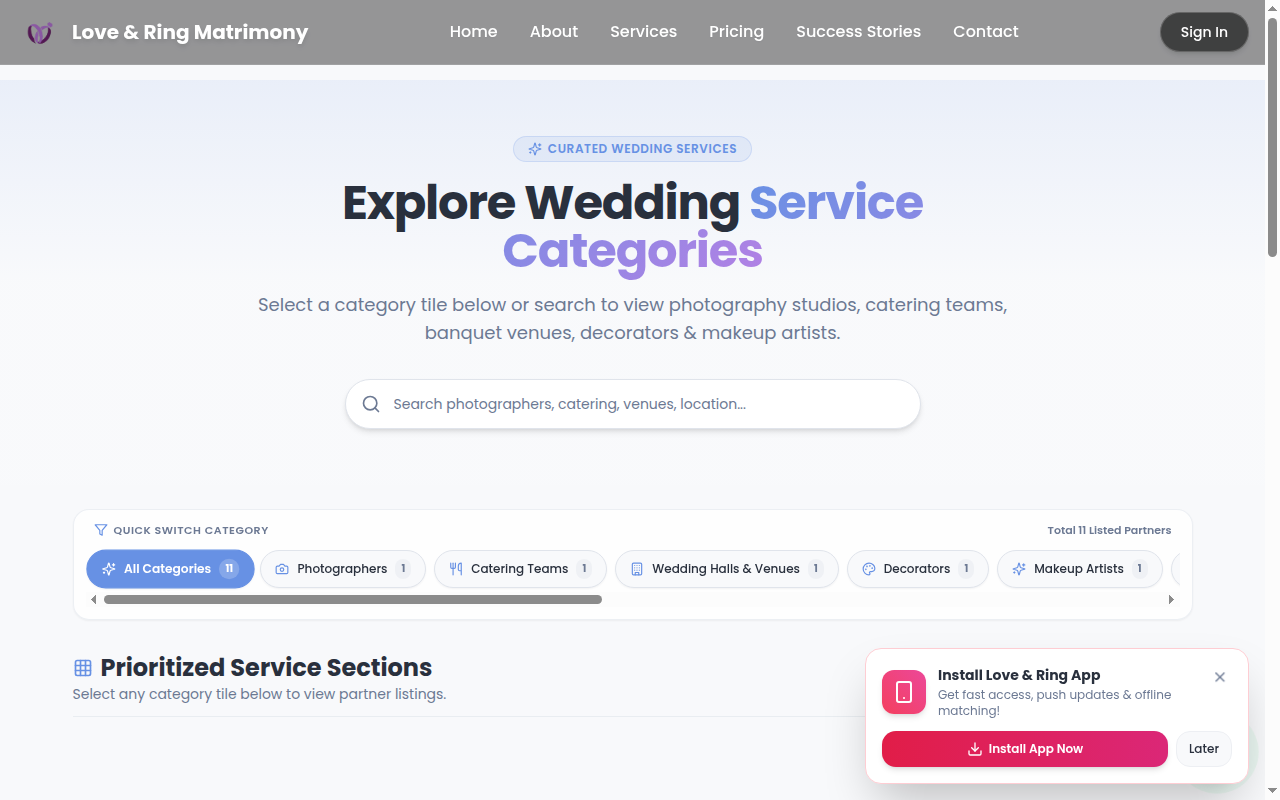 Love & Ring Matrimony
Home
About
Services
Pricing
Success Stories
Contact
Sign In
CURATED WEDDING SERVICES
Explore Wedding Service
Categories
Select a category tile below or search to view photography studios, catering teams,
banquet venues, decorators & makeup artists.
Search photographers, catering, venues, location...
QUICK SWITCH CATEGORY
Total 11 Listed Partners
All Categories 11
Photographers 1
Catering Teams 1
Wedding Halls & Venues 1
Decorators 1
Makeup Artists 1
Prioritized Service Sections
Select any category tile below to view partner listings.
Install Love & Ring App
Get fast access, push updates & offline
matching!
Install App Now
Later